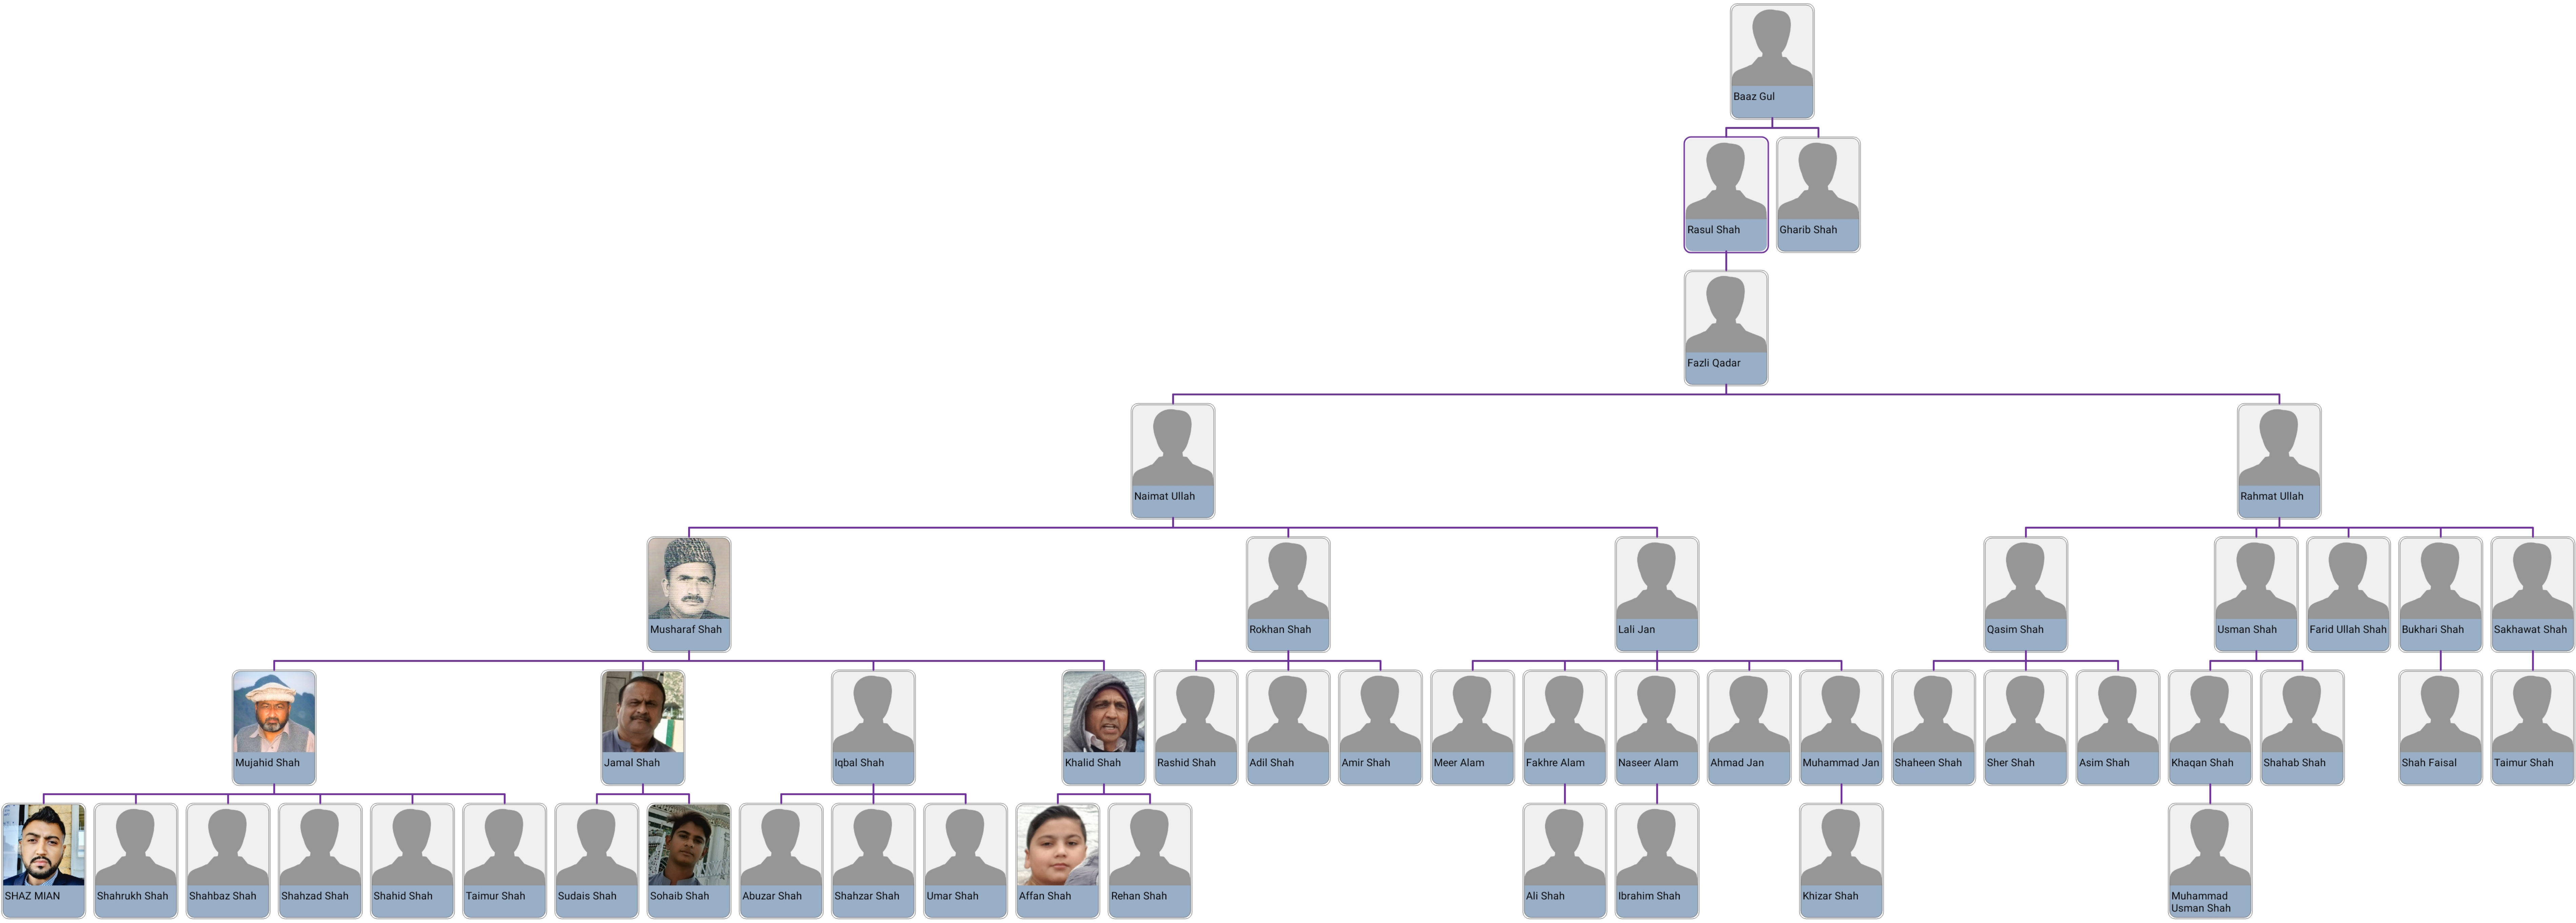 Baaz Gul
Rasul Shah
Gharib Shah
Fazli Qadar
Naimat Ullah
Rahmat Ullah
Musharaf Shah
Rokhan Shah
Lali Jan
Qasim Shah
Usman Shah
Farid Ullah Shah
Bukhari Shah
Sakhawat Shah
Mujahid Shah
Jamal Shah
Iqbal Shah
Khalid Shah
Rashid Shah
Adil Shah
Amir Shah
Meer Alam
Fakhre Alam
Naseer Alam
Ahmad Jan
Muhammad Jan
Shaheen Shah
Sher Shah
Asim Shah
Khaqan Shah
Shahab Shah
Shah Faisal
Taimur Shah
SHAZ MIAN
Shahrukh Shah
Shahbaz Shah
Shahzad Shah
Shahid Shah
Taimur Shah
Sudais Shah
Sohaib Shah
Abuzar Shah
Shahzar Shah
Umar Shah
Affan Shah
Rehan Shah
Ali Shah
Ibrahim Shah
Khizar Shah
Muhammad
Usman Shah